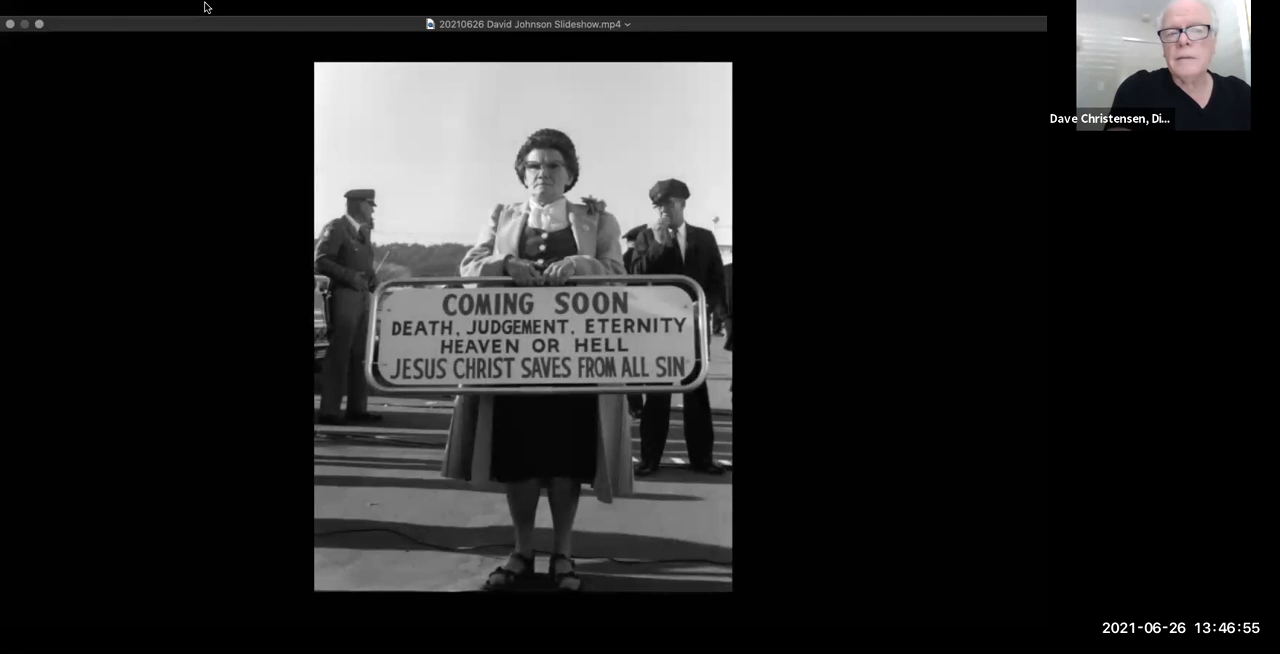 20210626 David Johnson Slideshow.mp4
Dave Christensen, Di...
COMING SOON
DEATH, JUDGEMENT, ETERNITY
HEAVEN OR HELL
JESUS CHRIST SAVES FROM ALL SIN
2021-06-26 13:46:55